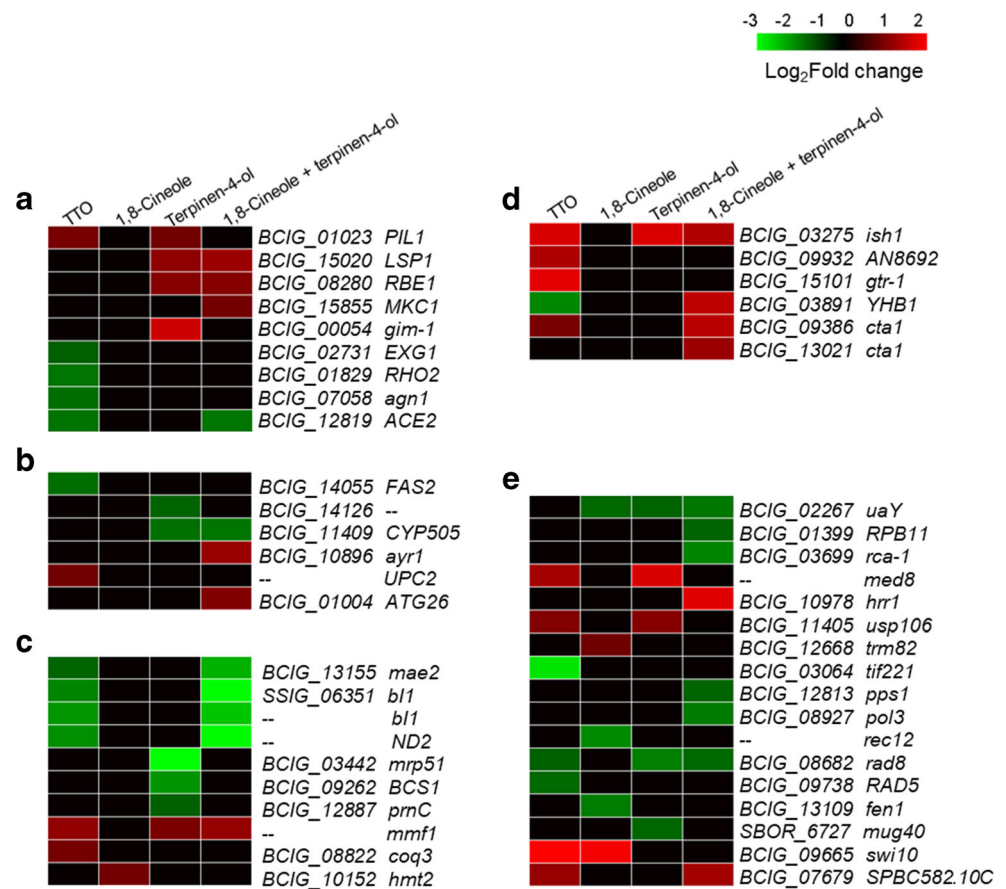 -3 -2 -1 0 1 2
Log2Fold change
a
TTO
1,8-Cineole
Terpinen-4-ol
1,8-Cineole + terpinen-4-ol
BCIG_01023 PIL1
BCIG_15020 LSP1
BCIG_08280 RBE1
BCIG_15855 MKC1
BCIG_00054 gim-1
BCIG_02731 EXG1
BCIG_01829 RHO2
BCIG_07058 agn1
BCIG_12819 ACE2
b
BCIG_14055 FAS2
BCIG_14126 --
BCIG_11409 CYP505
BCIG_10896 ayr1
-- UPC2
BCIG_01004 ATG26
c
BCIG_13155 mae2
SSIG_06351 bl1
-- bl1
-- ND2
BCIG_03442 mrp51
BCIG_09262 BCS1
BCIG_12887 prnC
-- mmf1
BCIG_08822 coq3
BCIG_10152 hmt2
d
TTO
1,8-Cineole
Terpinen-4-ol
1,8-Cineole + terpinen-4-ol
BCIG_03275 ish1
BCIG_09932 AN8692
BCIG_15101 gtr-1
BCIG_03891 YHB1
BCIG_09386 cta1
BCIG_13021 cta1
e
BCIG_02267 uaY
BCIG_01399 RPB11
BCIG_03699 rca-1
-- med8
BCIG_10978 hrr1
BCIG_11405 usp106
BCIG_12668 trm82
BCIG_03064 tif221
BCIG_12813 pps1
BCIG_08927 pol3
-- rec12
BCIG_08682 rad8
BCIG_09738 RAD5
BCIG_13109 fen1
SBOR_6727 mug40
BCIG_09665 swi10
BCIG_07679 SPBC582.10C